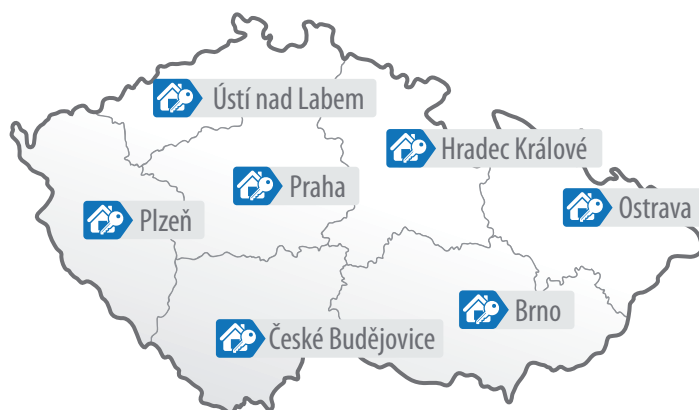 Ústí nad Labem
Hradec Králové
Praha
Ostrava
Plzeň
Brno
České Budějovice